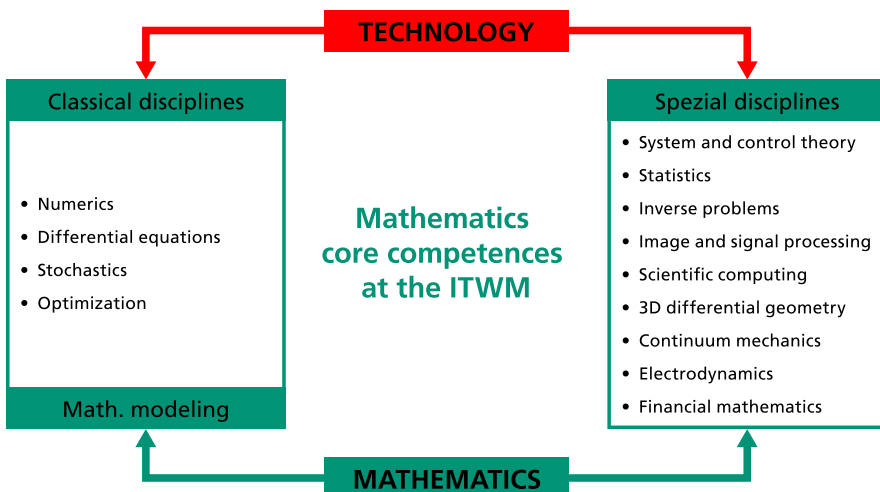 TECHNOLOGY
Classical disciplines
• Numerics
• Differential equations
• Stochastics
• Optimization
Math. modeling
Mathematics
core competences
at the ITWM
Spezial disciplines
• System and control theory
• Statistics
• Inverse problems
• Image and signal processing
• Scientific computing
• 3D differential geometry
• Continuum mechanics
• Electrodynamics
• Financial mathematics
MATHEMATICS